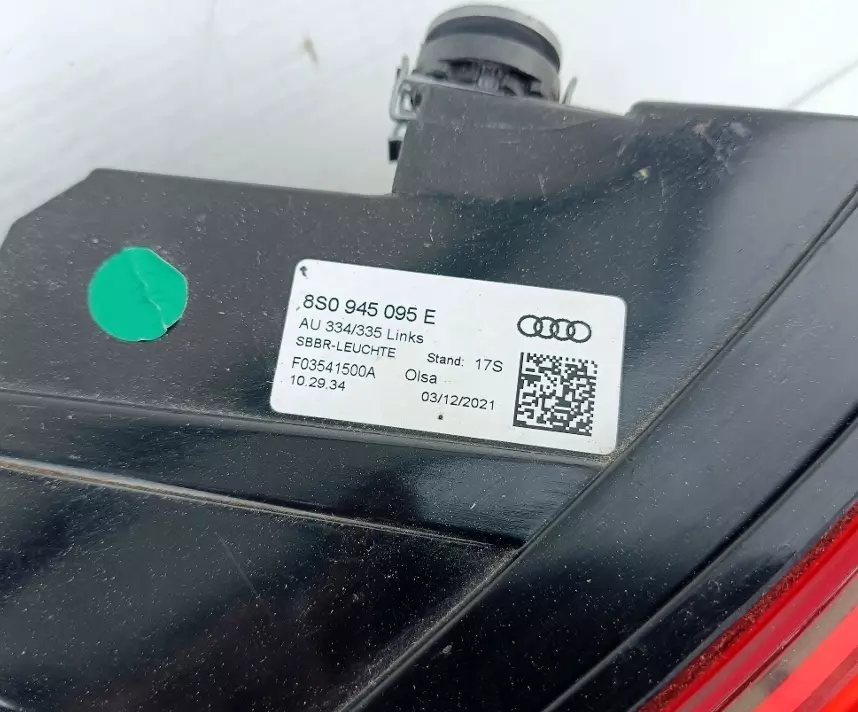 8S0 945 095 E
AU 334/335 Links
SBBR-LEUCHTE
Stand: 17S
F03541500A
Olsa
10.29.34
03/12/2021